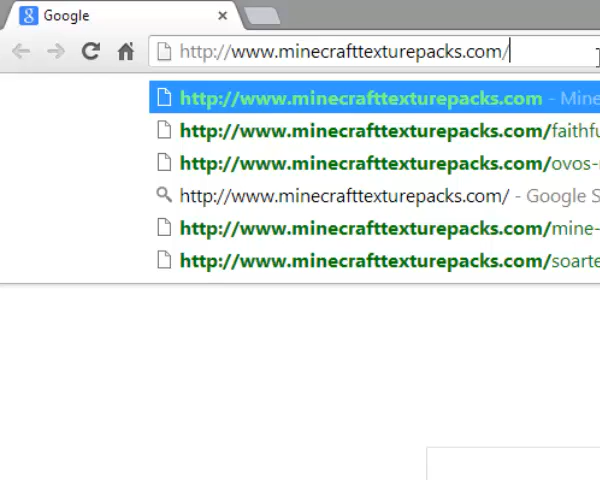 Google
http://www.minecrafttexturepacks.com/
http://www.minecrafttexturepacks.com - Mine
http://www.minecrafttexturepacks.com/faithfu
http://www.minecrafttexturepacks.com/ovos-
http://www.minecrafttexturepacks.com/ - Google S
http://www.minecrafttexturepacks.com/mine-
http://www.minecrafttexturepacks.com/soarte